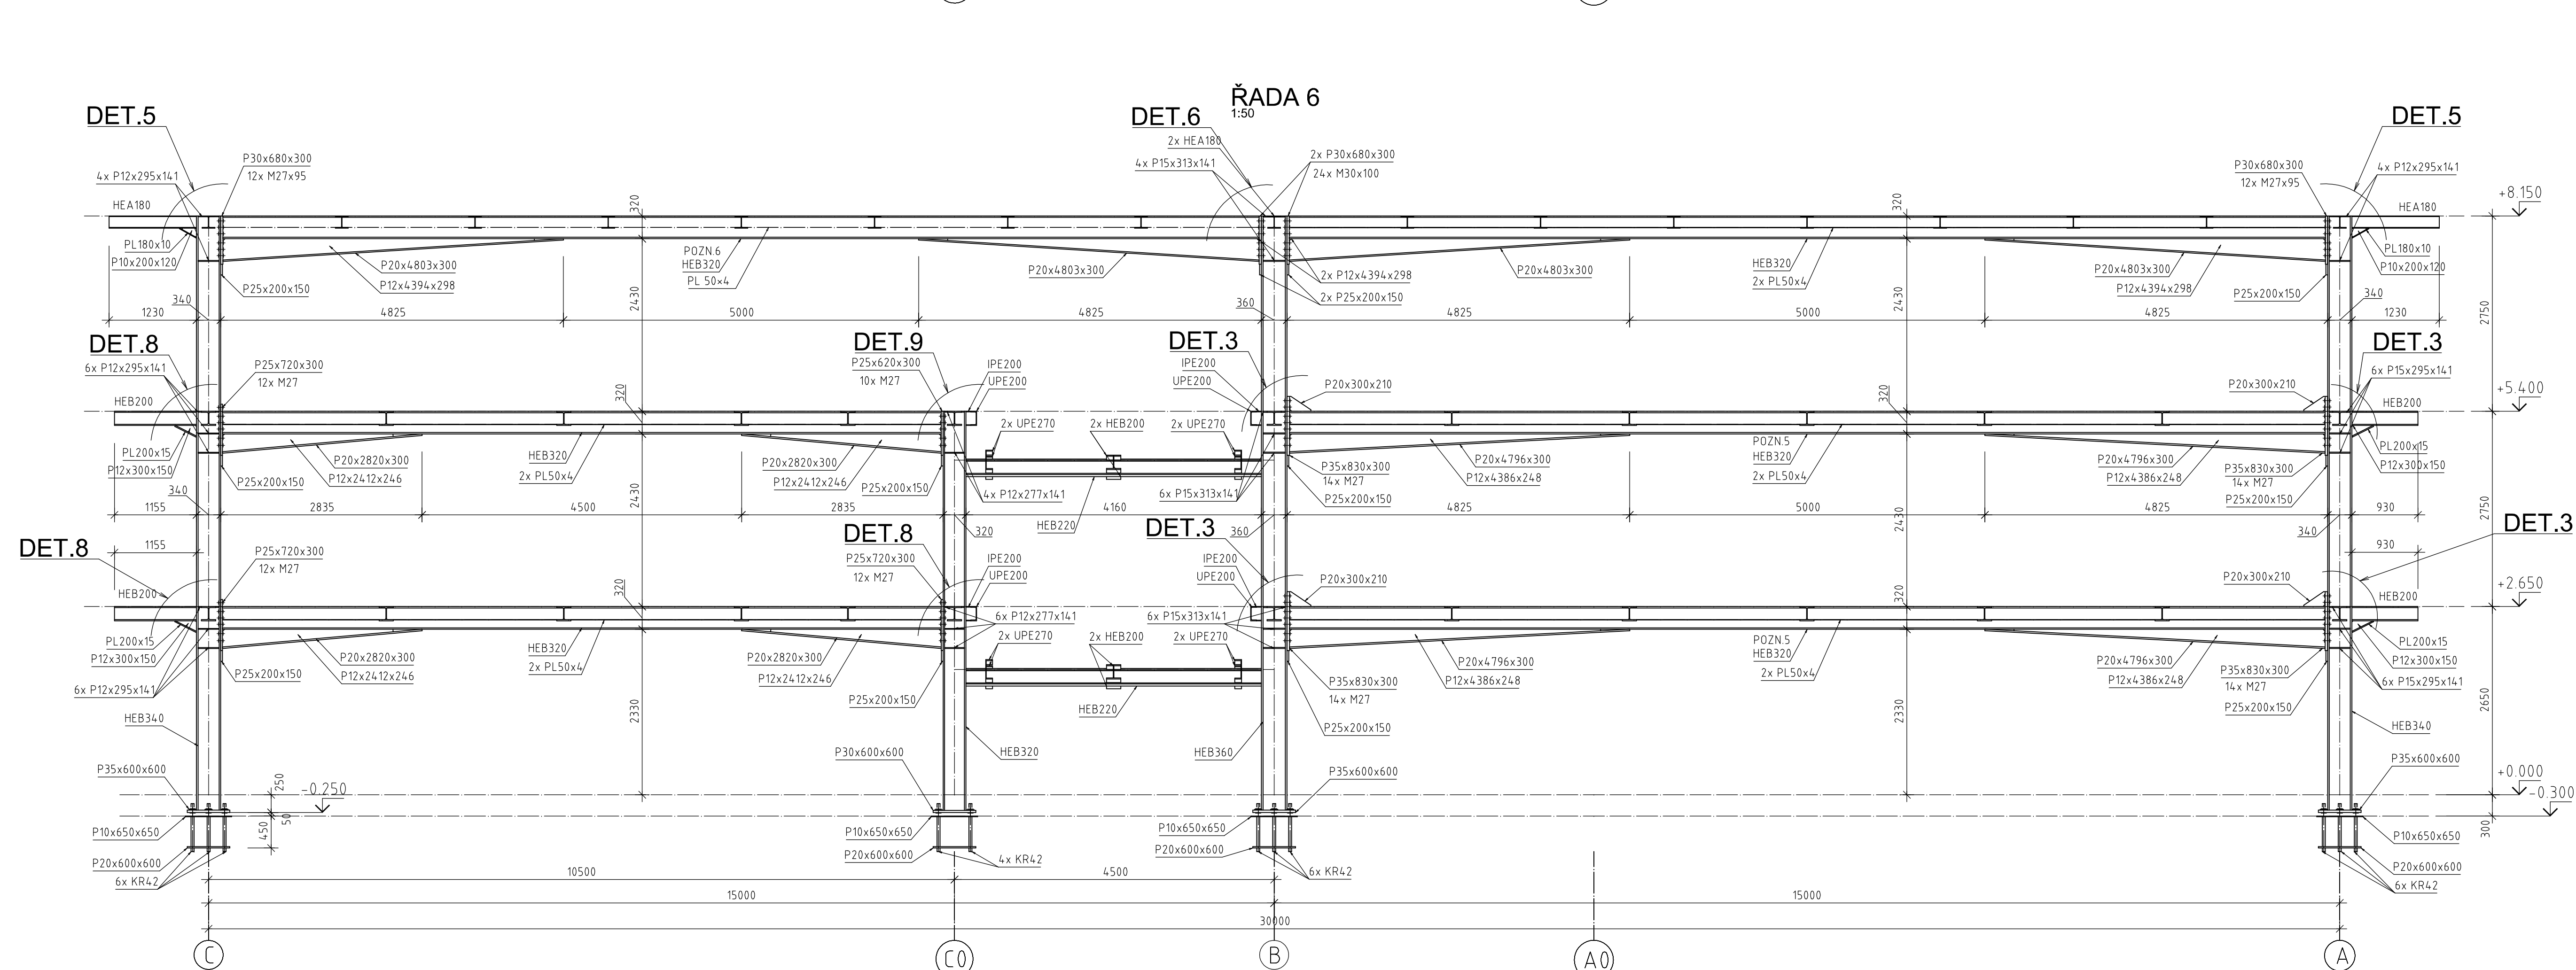 ŘADA 6
1:50
DET.5
DET.6
DET.5
2x HEA180
4x P15x313x141
2x P30x680x300
24x M30x100
P30x680x300
12x M27x95
4x P12x295x141
P30x680x300
12x M27x95
4x P12x295x141
+8.150
HEA180
320
320
HEA180
PL180x10
P10x200x120
P20x4803x300
P12x4394x298
P25x200x150
POZN.6
HEB320
PL 50x4
P20x4803x300
2x P12x4394x298
2x P25x200x150
P20x4803x300
HEB320
2x PL50x4
P20x4803x300
P12x4394x298
P25x200x150
PL180x10
P10x200x120
340
2430
360
2430
340
2750
1230
4825
5000
4825
4825
5000
4825
1230
DET.8
DET.9
DET.3
DET.3
6x P12x295x141
P25x720x300
12x M27
P25x620x300
10x M27
IPE200
UPE200
IPE200
UPE200
P20x300x210
P20x300x210
6x P15x295x141
+5.400
HEB200
320
320
HEB200
PL200x15
P12x300x150
P20x2820x300
P12x2412x246
P25x200x150
HEB320
2x PL50x4
P20x2820x300
P12x2412x246
P25x200x150
2x UPE270
2x HEB200
2x UPE270
4x P12x277x141
6x P15x313x141
HEB220
P35x830x300
14x M27
P25x200x150
P20x4796x300
P12x4386x248
POZN.5
HEB320
2x PL50x4
P20x4796x300
P12x4386x248
P35x830x300
14x M27
P25x200x150
PL200x15
P12x300x150
340
2430
320
360
2430
340
2750
1155
2835
4500
2835
4160
4825
5000
4825
930
DET.8
DET.8
DET.3
DET.3
1155
930
P25x720x300
12x M27
P25x720x300
12x M27
IPE200
UPE200
IPE200
UPE200
P20x300x210
P20x300x210
+2.650
HEB200
320
320
HEB200
PL200x15
P12x300x150
6x P12x295x141
P20x2820x300
P12x2412x246
P25x200x150
HEB320
2x PL50x4
P20x2820x300
P12x2412x246
P25x200x150
6x P12x277x141
6x P15x313x141
2x UPE270
2x HEB200
2x UPE270
HEB220
P35x830x300
14x M27
P25x200x150
P20x4796x300
P12x4386x248
POZN.5
HEB320
2x PL50x4
P20x4796x300
P12x4386x248
P35x830x300
14x M27
P25x200x150
PL200x15
P12x300x150
6x P15x295x141
2330
2330
2650
HEB340
HEB320
HEB360
HEB340
P35x600x600
P30x600x600
P35x600x600
P35x600x600
250
-0.250
+0.000
-0.300
450
50
300
P10x650x650
P20x600x600
6x KR42
P10x650x650
P20x600x600
4x KR42
P10x650x650
P20x600x600
6x KR42
P10x650x650
P20x600x600
6x KR42
10500
4500
15000
15000
30000
C
C0
B
A0
A